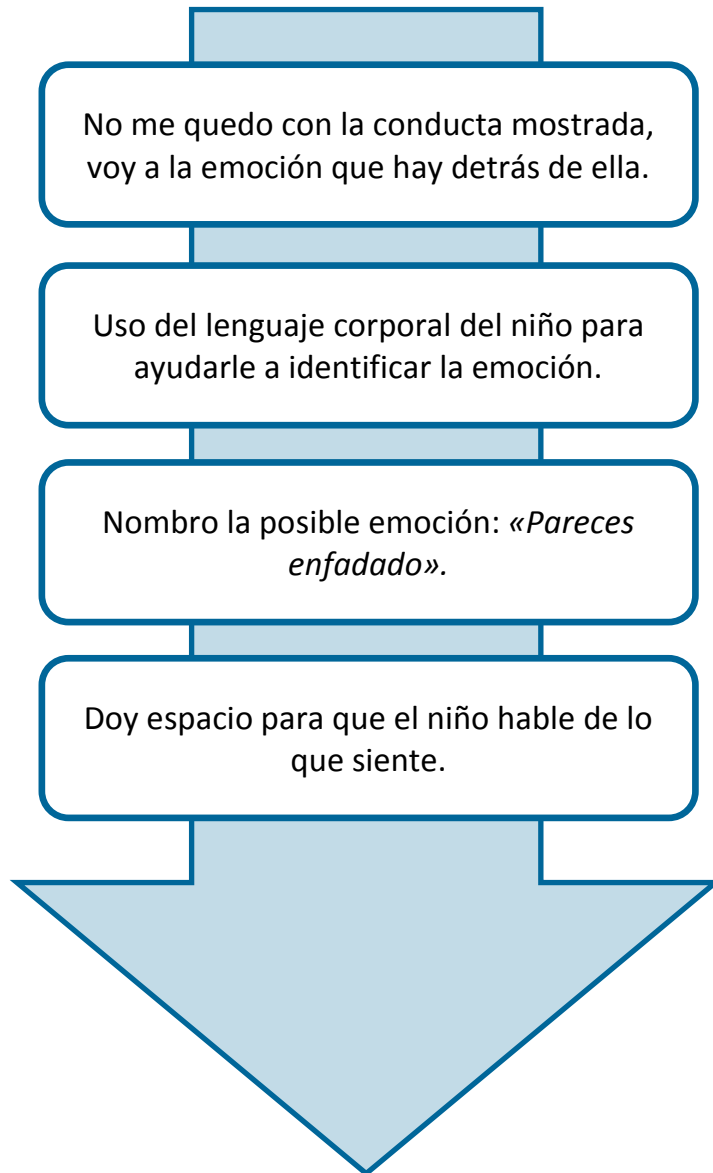 No me quedo con la conducta mostrada,
voy a la emoción que hay detrás de ella.
Uso del lenguaje corporal del niño para
ayudarle a identificar la emoción.
Nombro la posible emoción: «Pareces
enfadado».
Doy espacio para que el niño hable de lo
que siente.